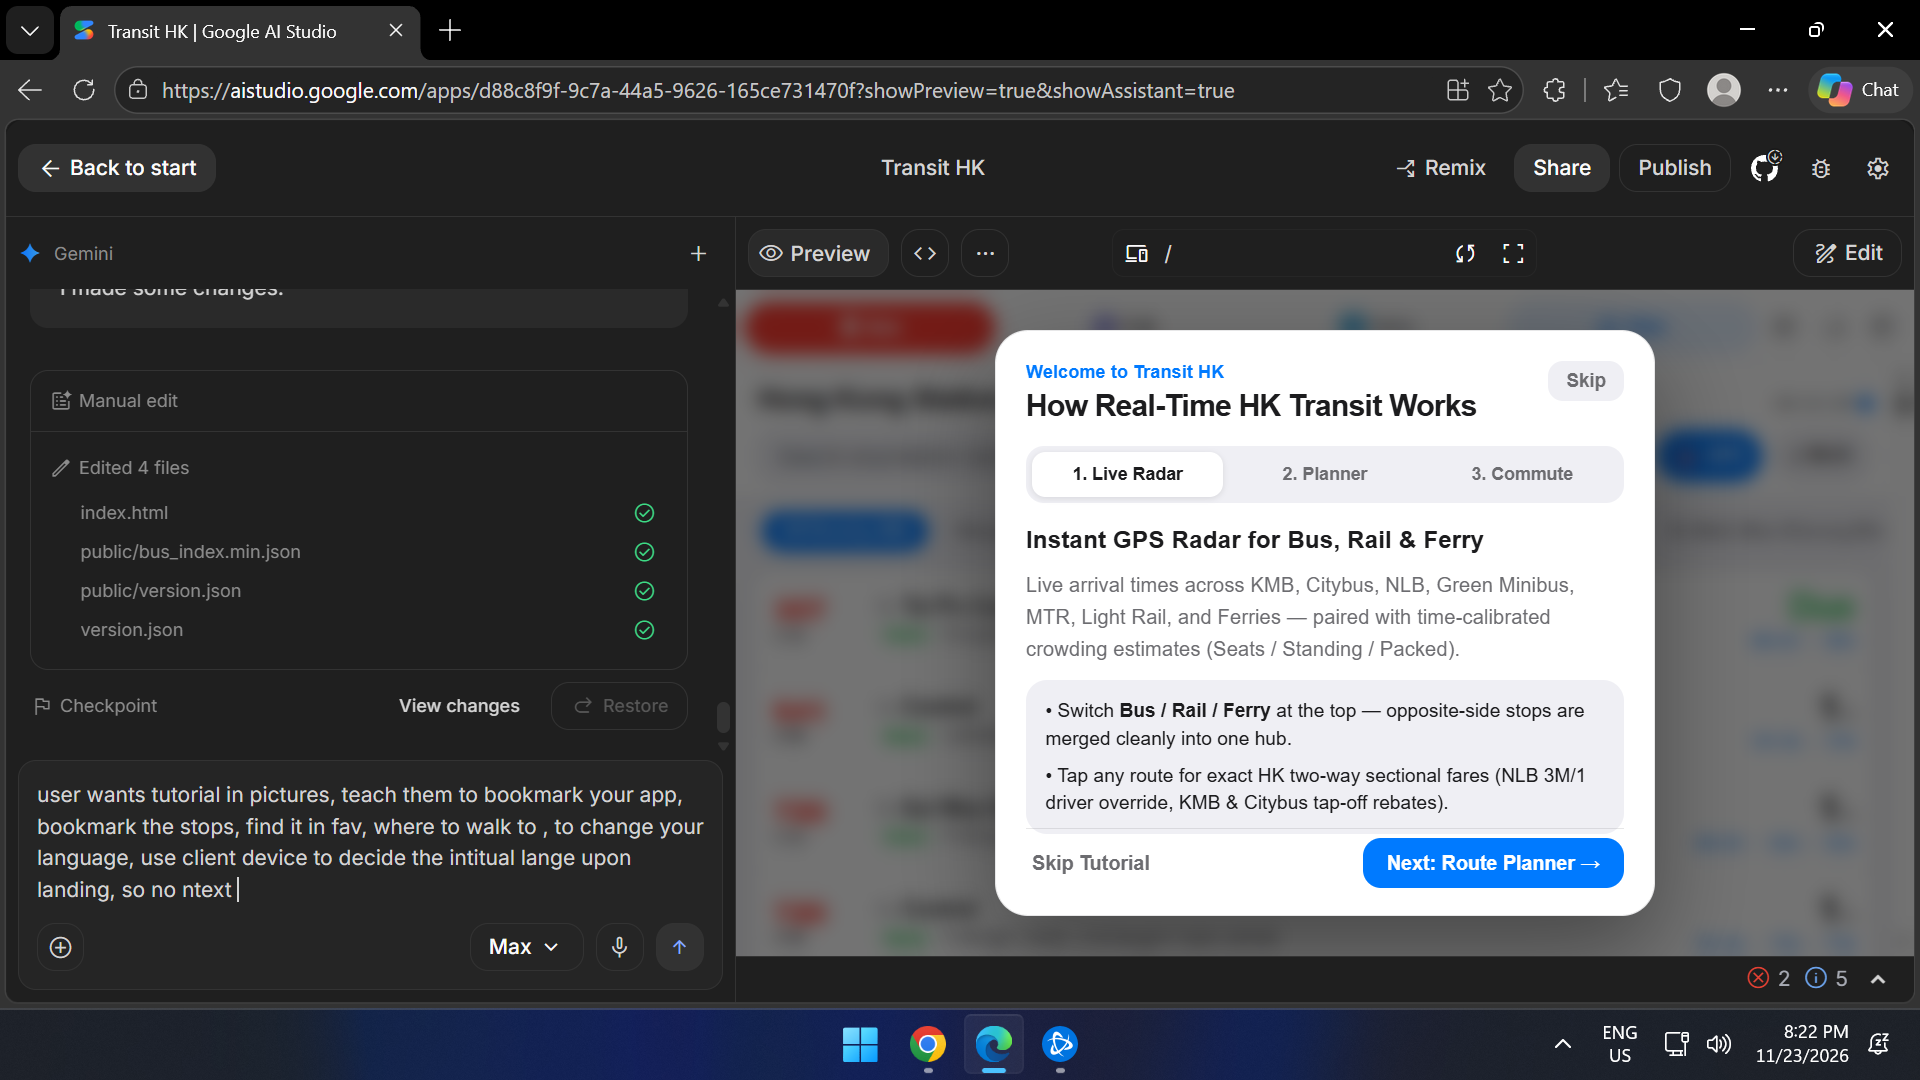 Transit HK | Google AI Studio
https://aistudio.google.com/apps/d88c8f9f-9c7a-44a5-9626-165ce731470f?showPreview=true&showAssistant=true
Chat
Back to start
Transit HK
Remix
Share
Publish
Gemini
Preview
/
Edit
I made some changes.
Manual edit
Edited 4 files
index.html
public/bus_index.min.json
public/version.json
version.json
Checkpoint
View changes
Restore
user wants tutorial in pictures, teach them to bookmark your app,
bookmark the stops, find it in fav, where to walk to , to change your
language, use client device to decide the intitual lange upon
landing, so no ntext
Max
Welcome to Transit HK
How Real-Time HK Transit Works
Skip
1. Live Radar
2. Planner
3. Commute
Instant GPS Radar for Bus, Rail & Ferry
Live arrival times across KMB, Citybus, NLB, Green Minibus,
MTR, Light Rail, and Ferries — paired with time-calibrated
crowding estimates (Seats / Standing / Packed).
• Switch Bus / Rail / Ferry at the top — opposite-side stops are
merged cleanly into one hub.
• Tap any route for exact HK two-way sectional fares (NLB 3M/1
driver override, KMB & Citybus tap-off rebates).
Skip Tutorial
Next: Route Planner →
2
5
ENG
US
8:22 PM
11/23/2026